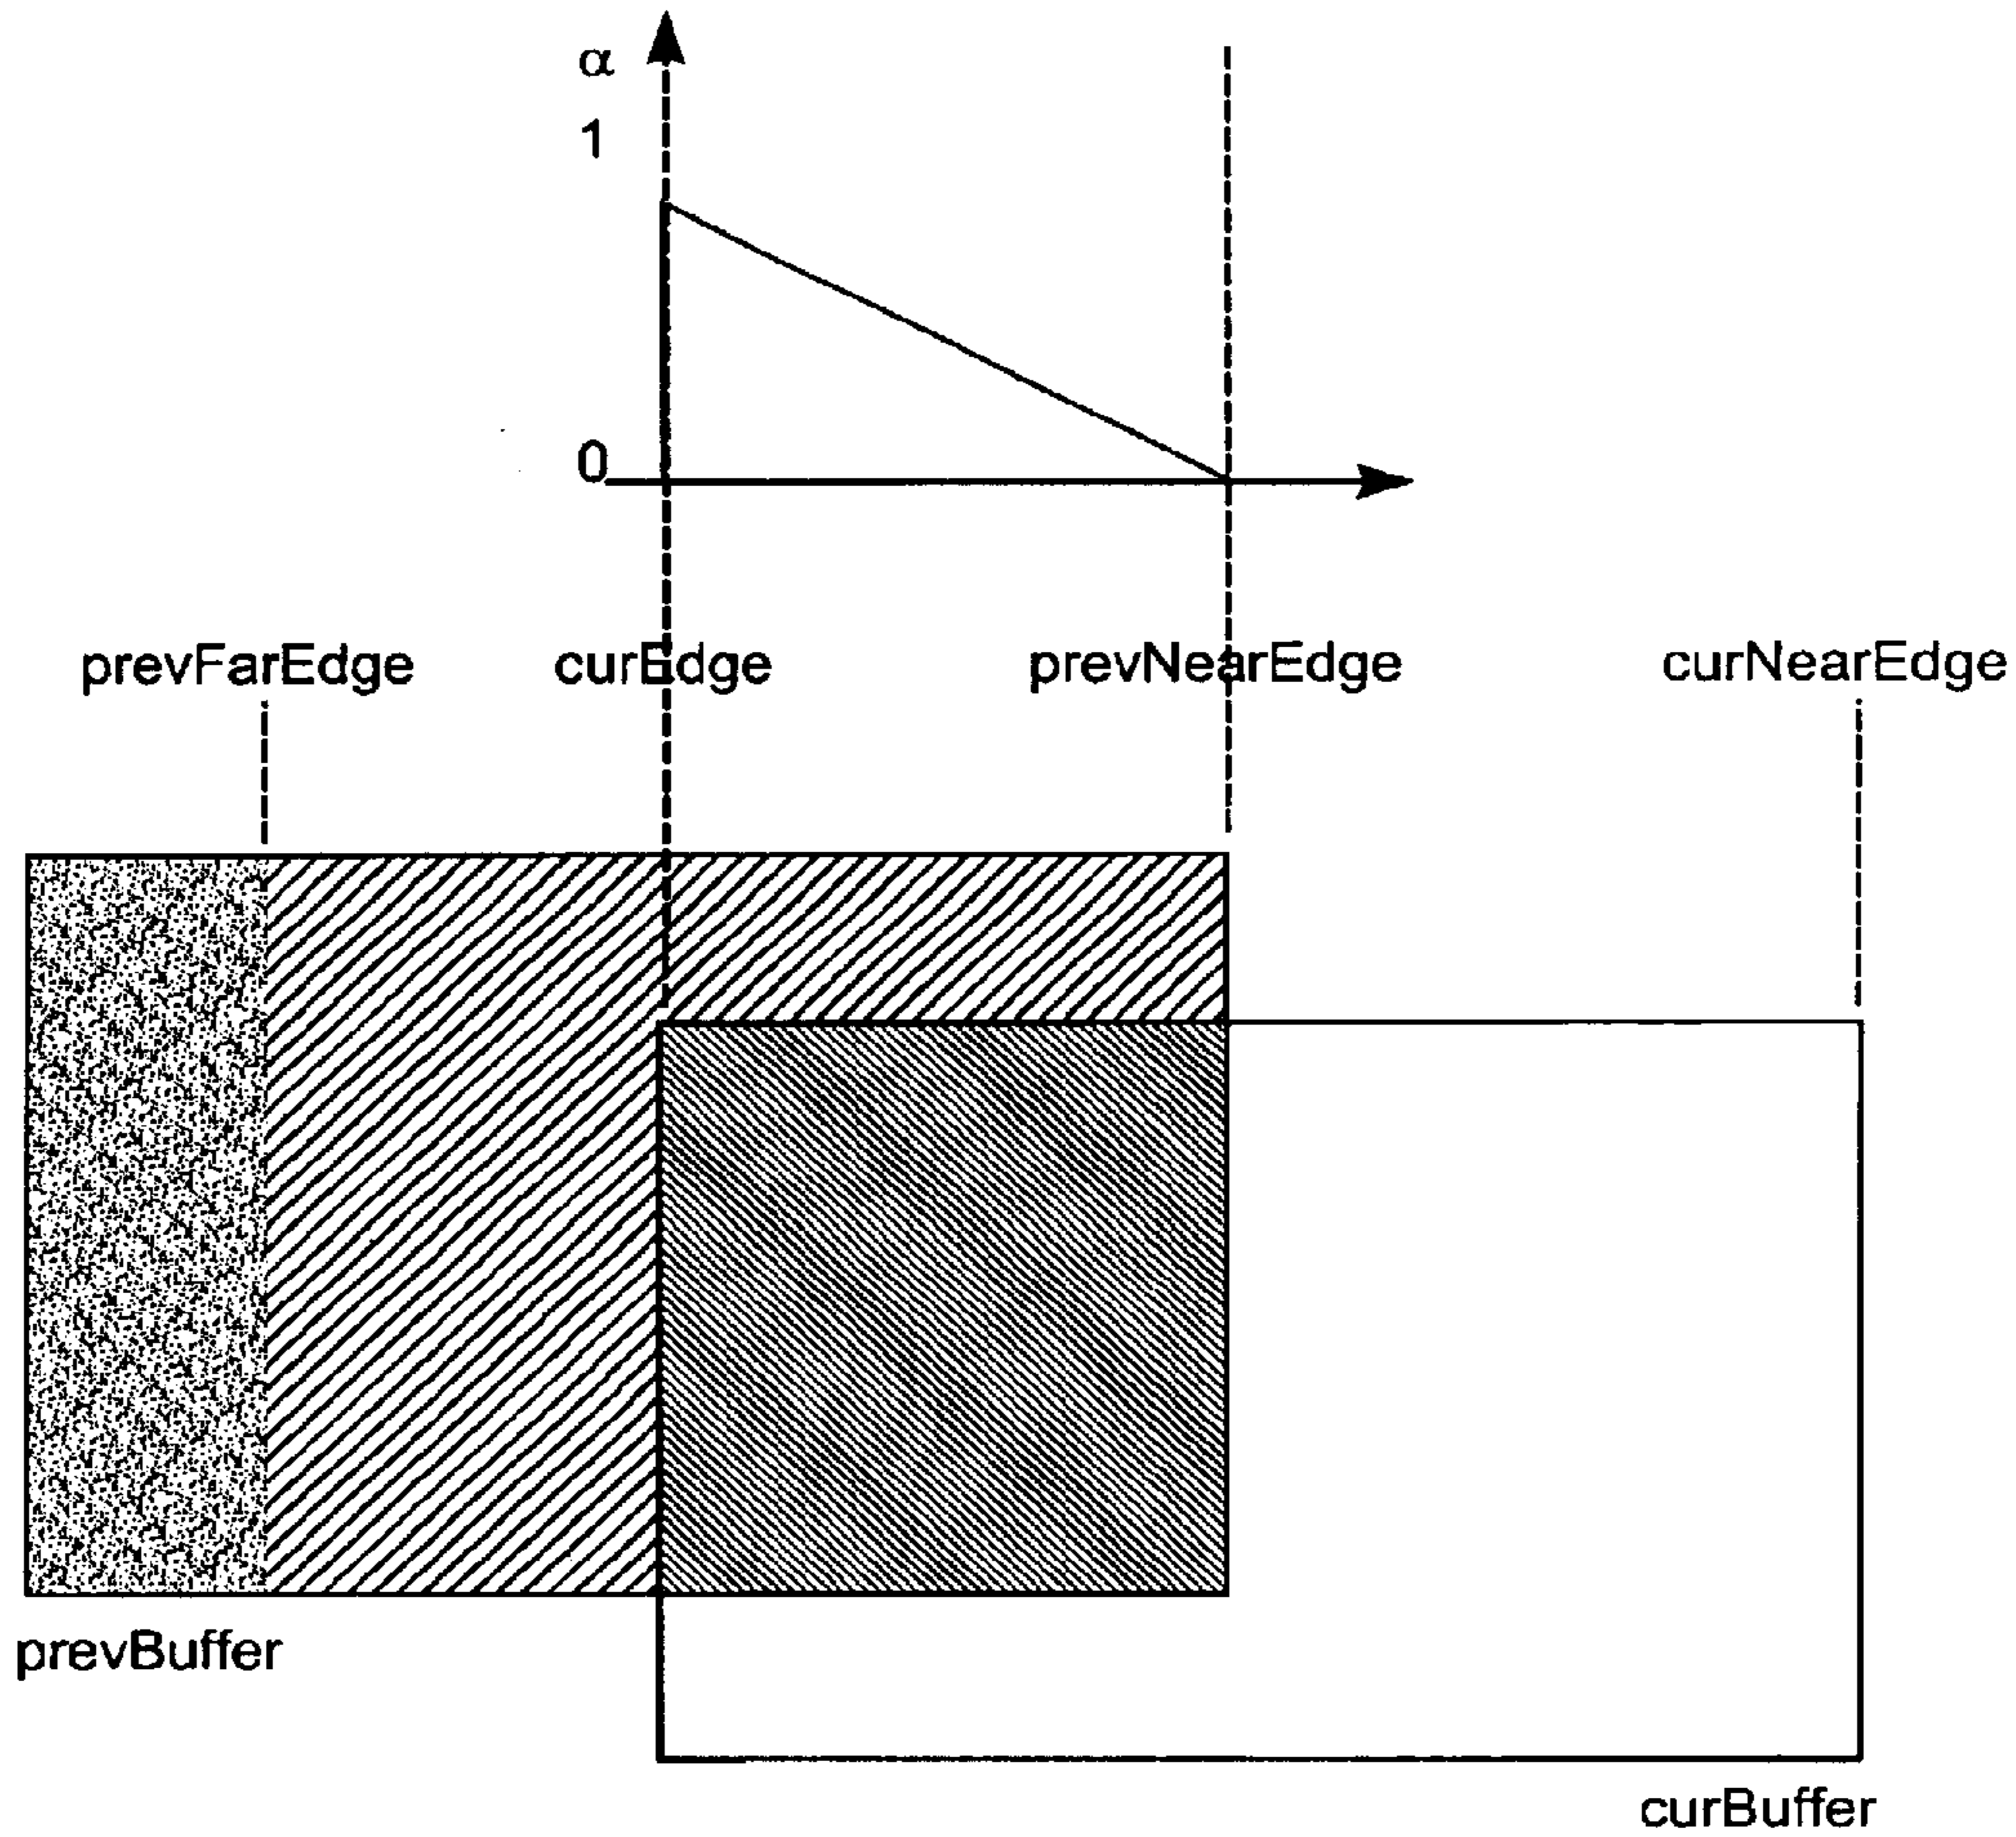 α
1
0
prevFarEdge curEdge prevNearEdge curNearEdge
prevBuffer
curBuffer